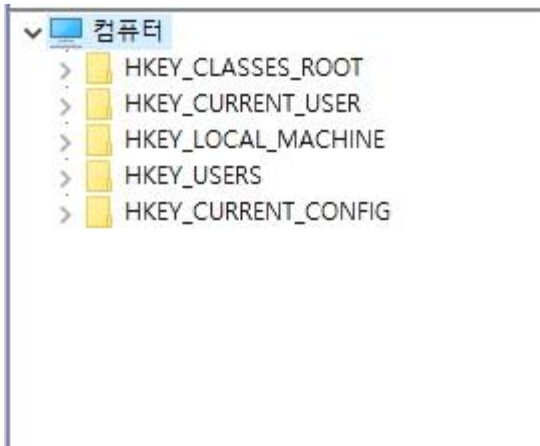 컴퓨터
HKEY_CLASSES_ROOT
HKEY_CURRENT_USER
HKEY_LOCAL_MACHINE
HKEY_USERS
HKEY_CURRENT_CONFIG